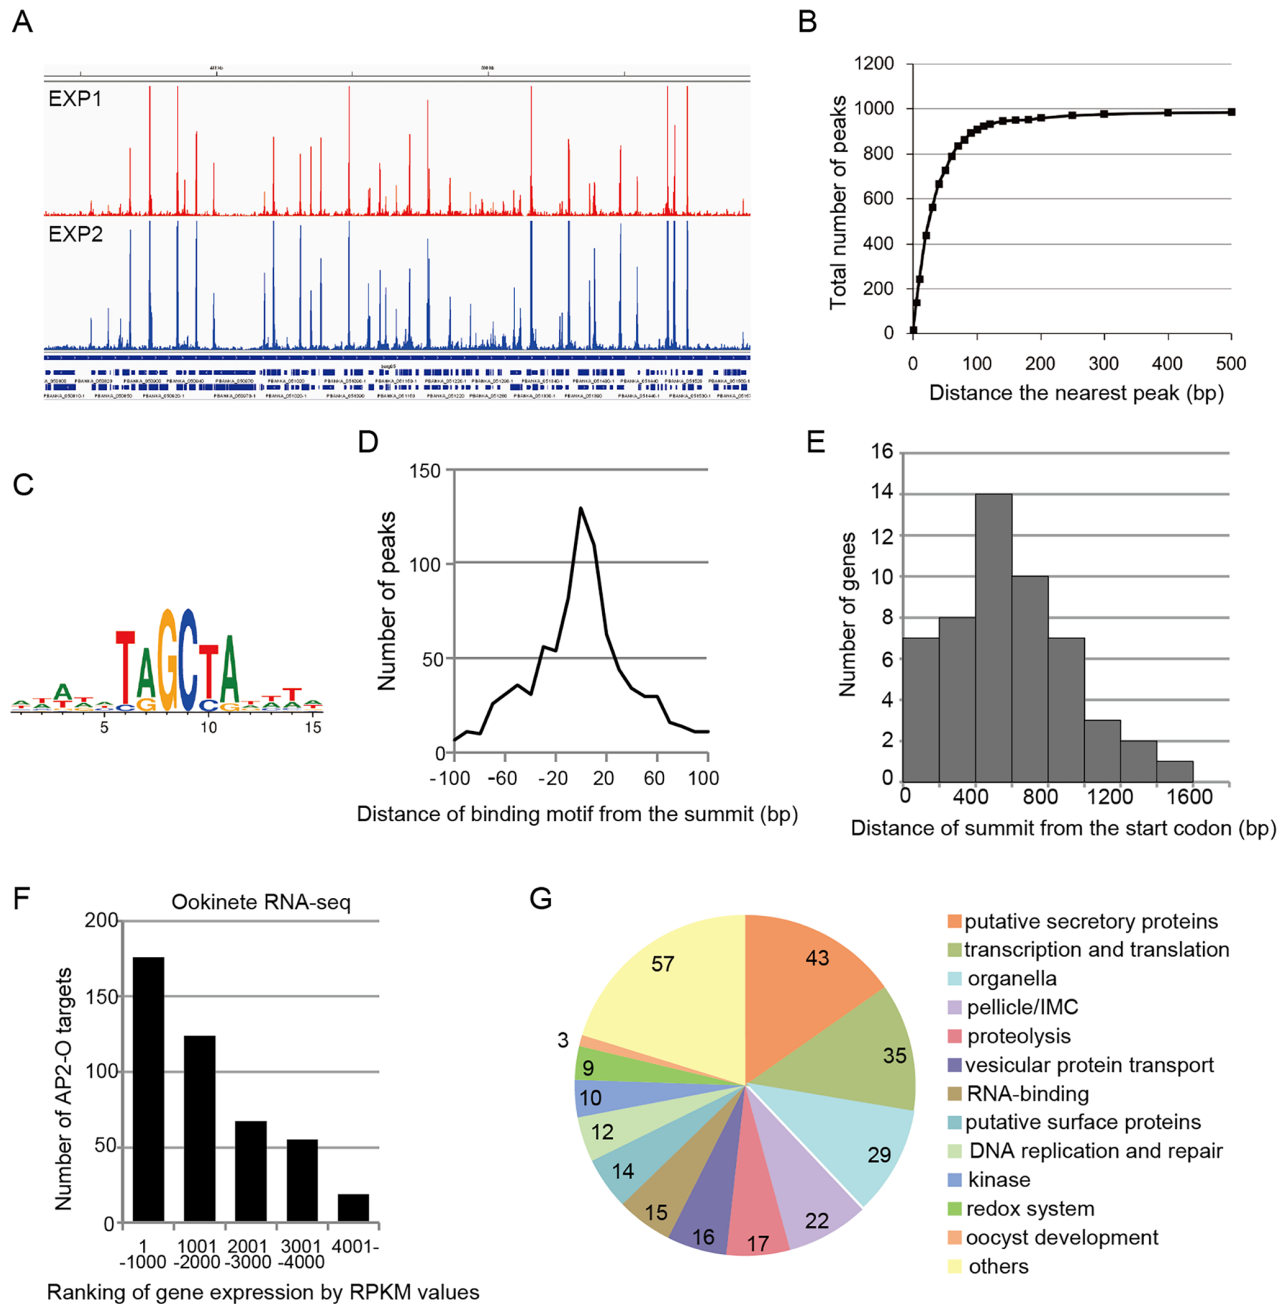 A
EXP1
EXP2
B
1200
1000
800
600
400
200
0
Total number of peaks
0 100 200 300 400 500
Distance the nearest peak (bp)
C
TAGCTA
5 10 15
D
150
100
50
0
Number of peaks
-100 -60 -20 20 60 100
Distance of binding motif from the summit (bp)
E
16
14
12
10
8
6
4
2
0
Number of genes
0 400 800 1200 1600
Distance of summit from the start codon (bp)
F
Ookinete RNA-seq
200
150
100
50
0
Number of AP2-O targets
1 1001 2001 3001 4001-
-1000 -2000 -3000 -4000
Ranking of gene expression by RPKM values
G
43
35
29
22
17
16
15
14
12
10
9
3
57
putative secretory proteins
transcription and translation
organella
pellicle/IMC
proteolysis
vesicular protein transport
RNA-binding
putative surface proteins
DNA replication and repair
kinase
redox system
oocyst development
others